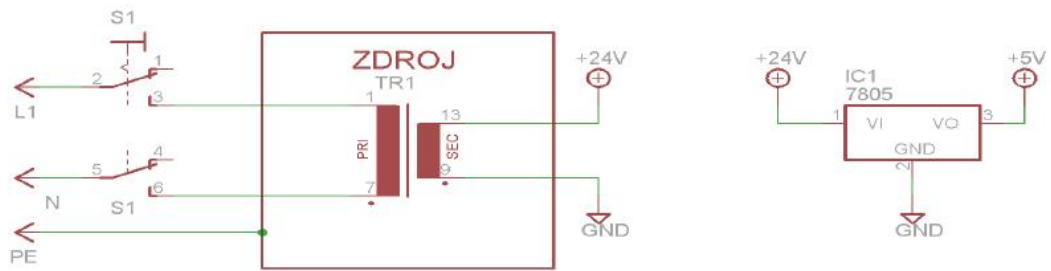 S1
ZDROJ
TR1
+24V
+24V
+5V
IC1
7805
1
2
3
L1
1
13
PRI
SEC
1
VI
VO
3
GND
2
4
5
6
N
S1
7
9
GND
GND
PE